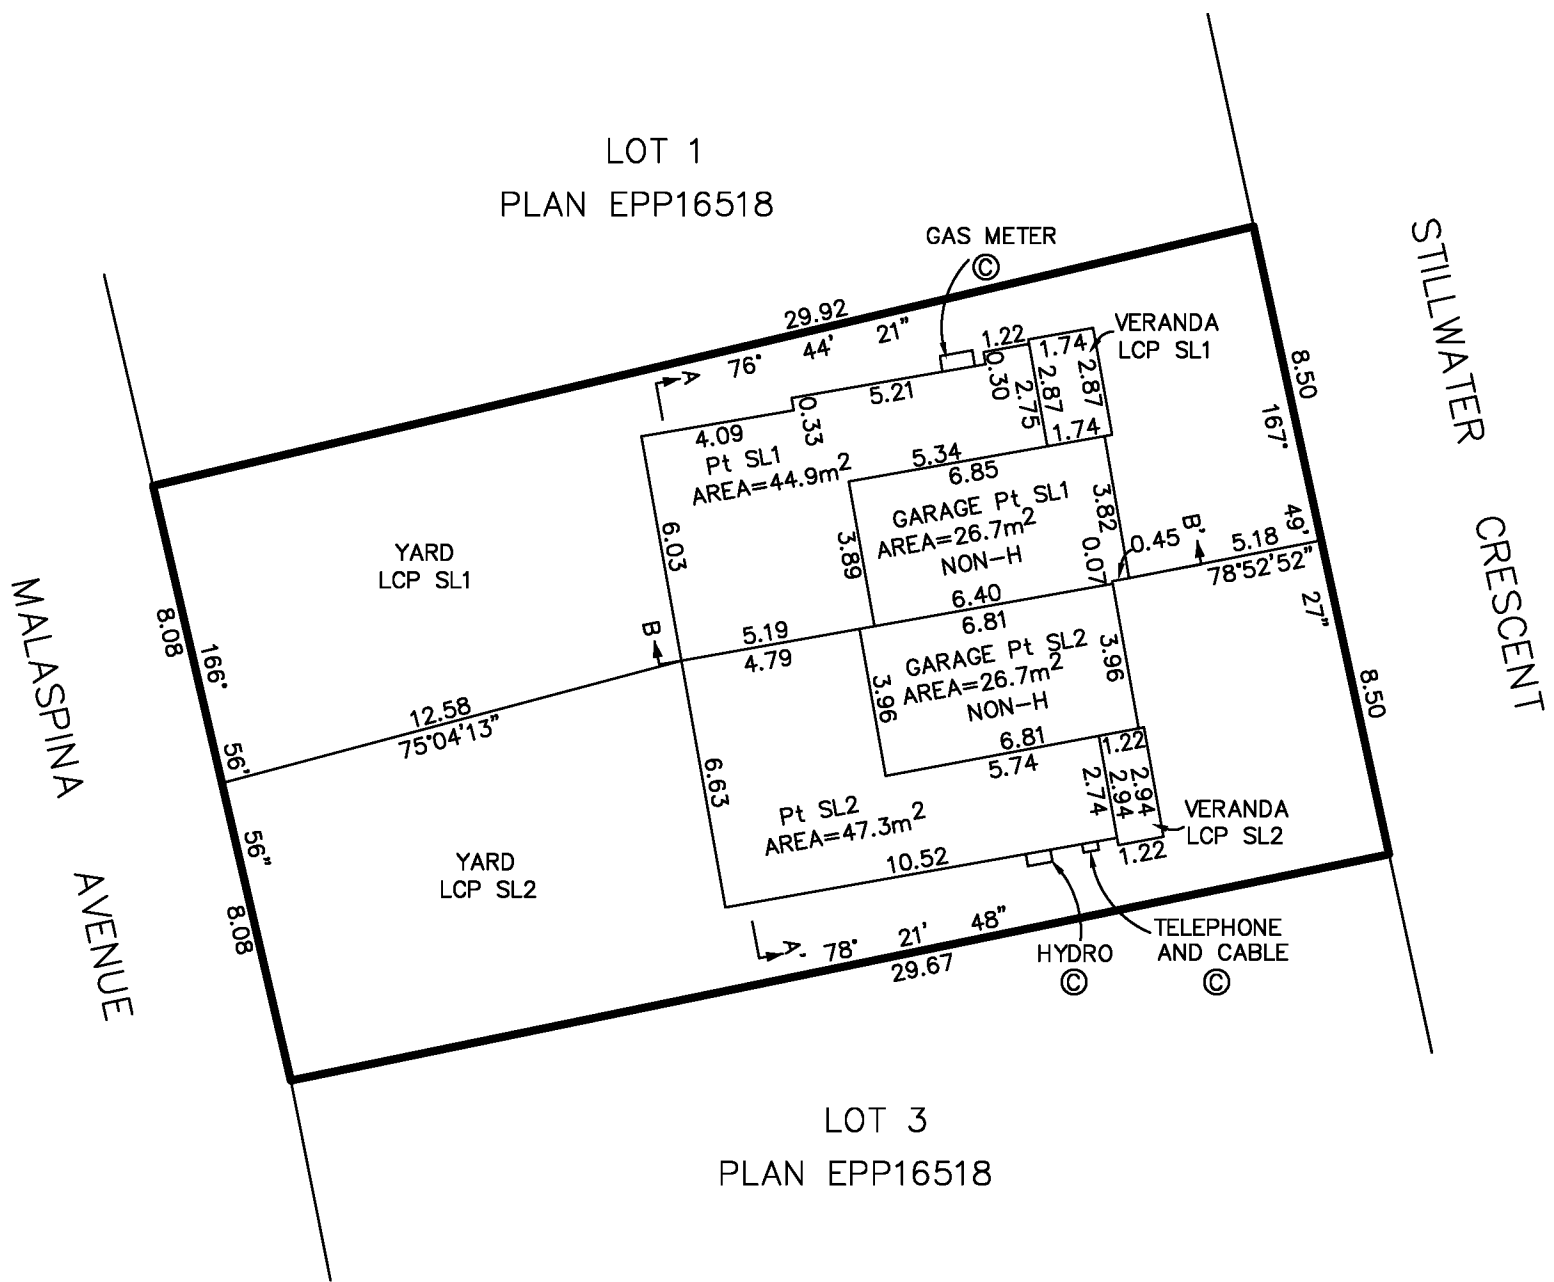 LOT 1
PLAN EPP16518
GAS METER
©
29.92
76° 44' 21"
VERANDA
LCP SL1
1.22
1.74
0.30
2.75
2.87
2.87
1.74
A
5.21
0.33
4.09
Pt SL1
AREA=44.9m2
5.34
6.85
GARAGE Pt SL1
AREA=26.7m2
NON-H
3.82
3.89
6.03
0.07
0.45
B'
5.18
78°52'52"
8.50
167° 49' 27"
8.50
STILLWATER CRESCENT
YARD
LCP SL1
MALASPINA AVENUE
8.08
166° 56' 56"
8.08
B
5.19
4.79
6.40
6.81
GARAGE Pt SL2
AREA=26.7m2
NON-H
3.96
3.96
12.58
75°04'13"
6.81
5.74
1.22
2.74
2.94
2.94
1.22
VERANDA
LCP SL2
6.63
Pt SL2
AREA=47.3m2
10.52
YARD
LCP SL2
A'
78° 21' 48"
29.67
HYDRO
©
TELEPHONE
AND CABLE
©
LOT 3
PLAN EPP16518